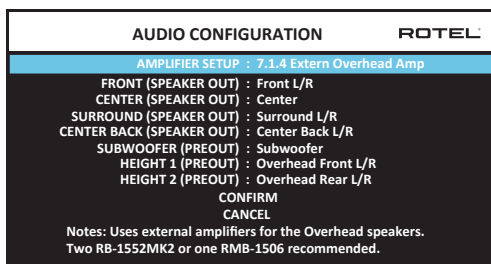 AUDIO CONFIGURATION ROTEL
AMPLIFIER SETUP : 7.1.4 Extern Overhead Amp
FRONT (SPEAKER OUT) : Front L/R
CENTER (SPEAKER OUT) : Center
SURROUND (SPEAKER OUT) : Surround L/R
CENTER BACK (SPEAKER OUT) : Center Back L/R
SUBWOOFER (PREOUT) : Subwoofer
HEIGHT 1 (PREOUT) : Overhead Front L/R
HEIGHT 2 (PREOUT) : Overhead Rear L/R
CONFIRM
CANCEL
Notes: Uses external amplifiers for the Overhead speakers.
Two RB-1552MK2 or one RMB-1506 recommended.